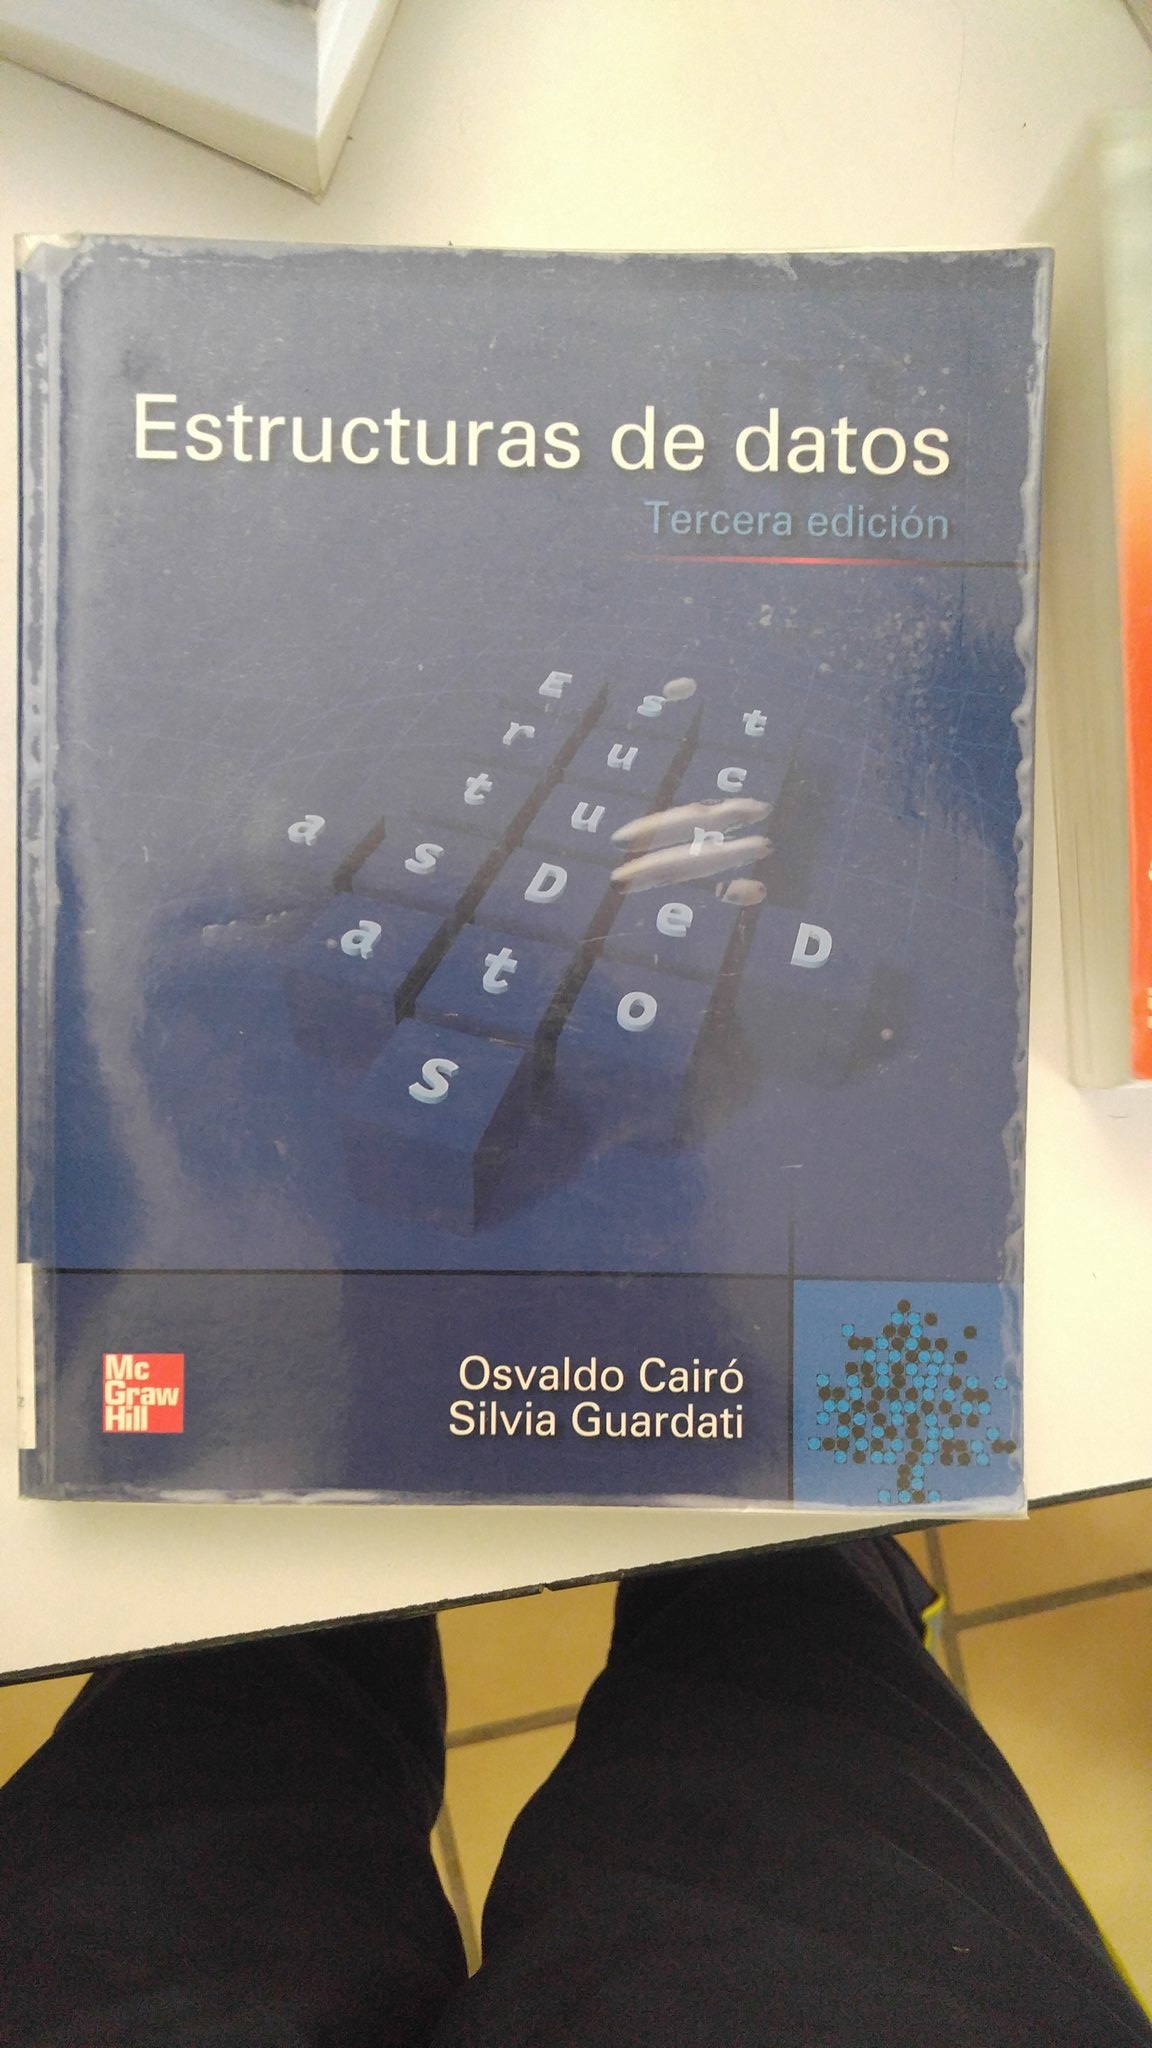 Estructuras de datos
Tercera edición
E s t
r u c
t u r
a s D e D
a t o
s
Mc
Graw
Hill
Osvaldo Cairó
Silvia Guardati